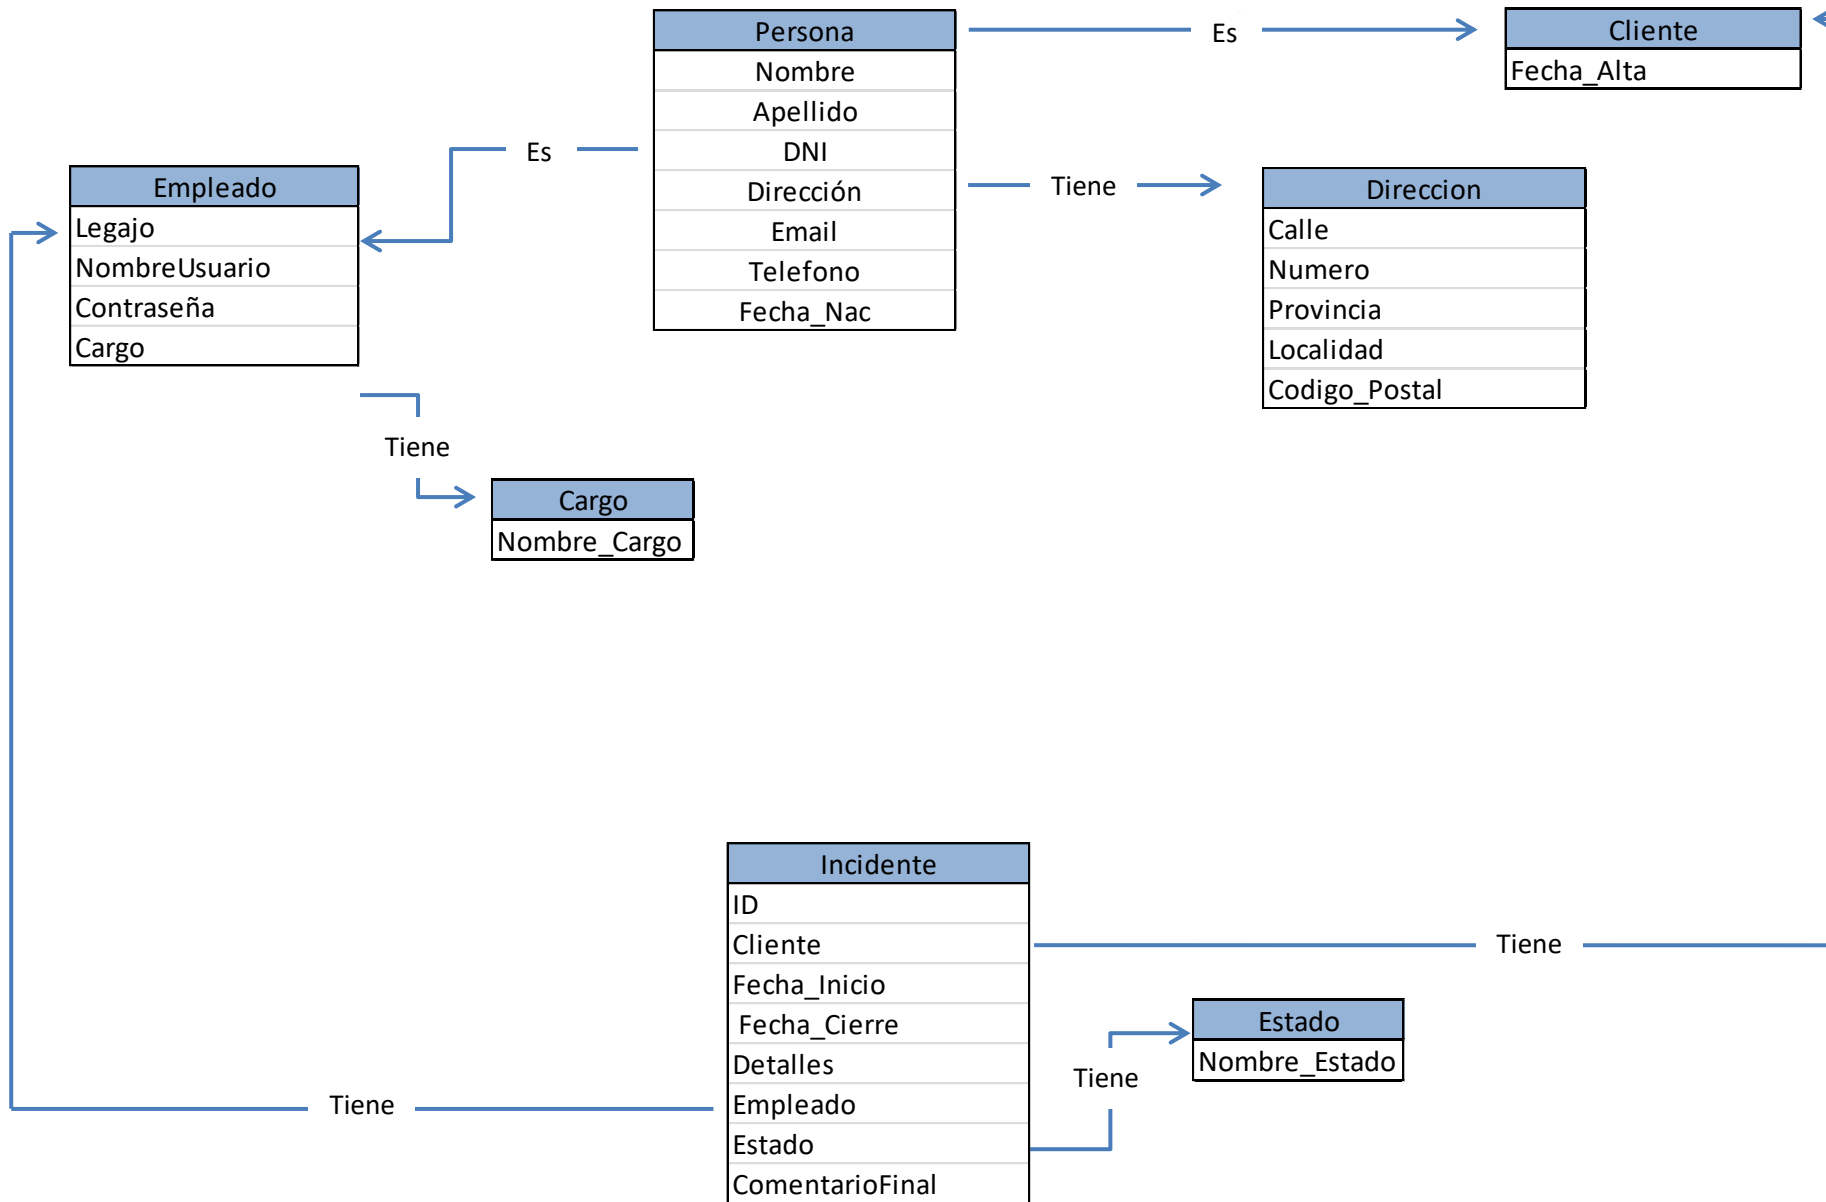 Persona
Nombre
Apellido
DNI
Dirección
Email
Telefono
Fecha_Nac
Es
Cliente
Fecha_Alta
Es
Empleado
Legajo
NombreUsuario
Contraseña
Cargo
Tiene
Direccion
Calle
Numero
Provincia
Localidad
Codigo_Postal
Tiene
Cargo
Nombre_Cargo
Incidente
ID
Cliente
Fecha_Inicio
Fecha_Cierre
Detalles
Empleado
Estado
ComentarioFinal
Tiene
Estado
Nombre_Estado
Tiene
Tiene